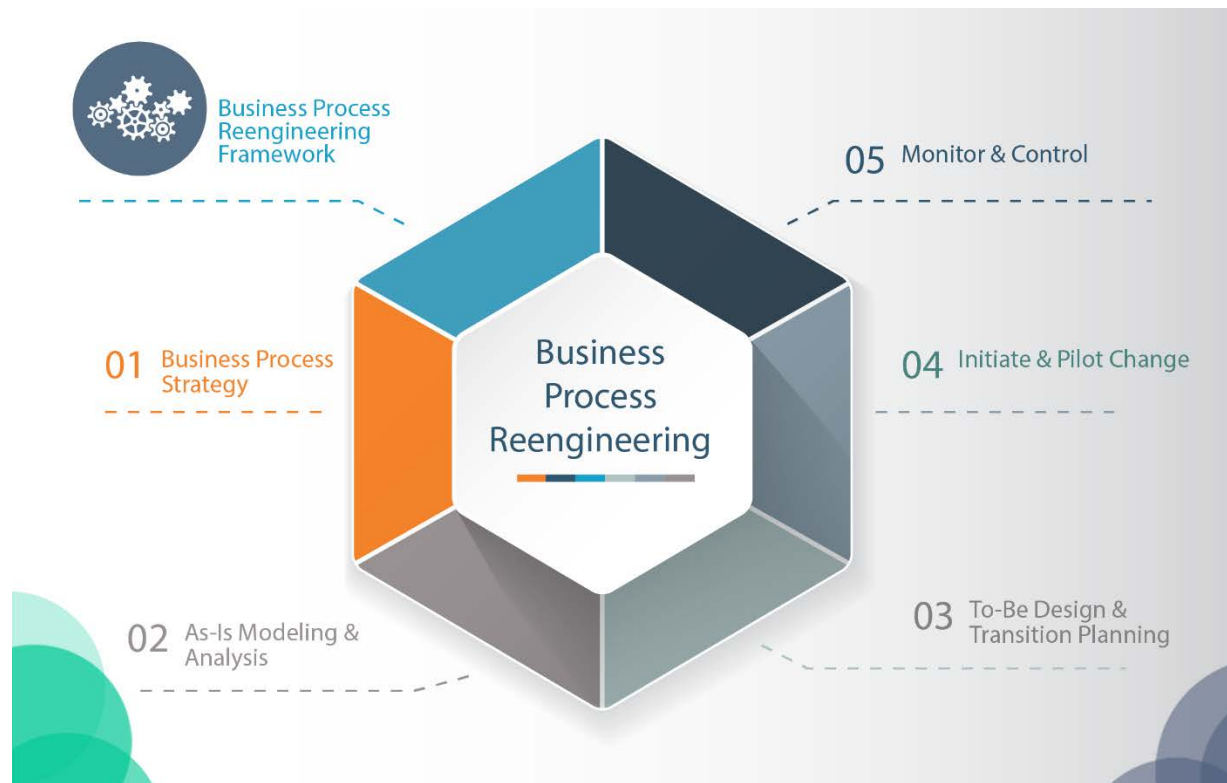 Business Process
Reengineering
Framework
01 Business Process
Strategy
02 As-Is Modeling &
Analysis
03 To-Be Design &
Transition Planning
04 Initiate & Pilot Change
05 Monitor & Control
Business
Process
Reengineering